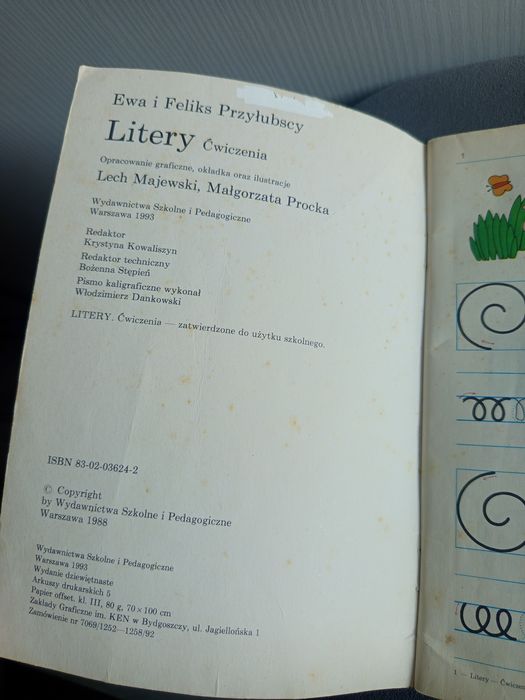 Ewa i Feliks Przyłubscy
Litery Ćwiczenia
Opracowanie graficzne, okładka oraz ilustracje
Lech Majewski, Małgorzata Procka
Wydawnictwa Szkolne i Pedagogiczne
Warszawa 1993
Redaktor
Krystyna Kowaliszyn
Redaktor techniczny
Bożenna Stępień
Pismo kaligraficzne wykonał
Włodzimierz Dankowski
LITERY. Ćwiczenia — zatwierdzone do użytku szkolnego.
ISBN 83-02-03624-2
© Copyright
by Wydawnictwa Szkolne i Pedagogiczne
Warszawa 1988
Wydawnictwa Szkolne i Pedagogiczne
Warszawa 1993
Wydanie dziewiętnaste
Arkuszy drukarskich 5
Papier offset. kl. III, 80 g, 70 × 100 cm
Zakłady Graficzne im. KEN w Bydgoszczy, ul. Jagiellońska 1
Zamówienie nr 7069/1252—1258/92
1 — Litery — Ćwiczen